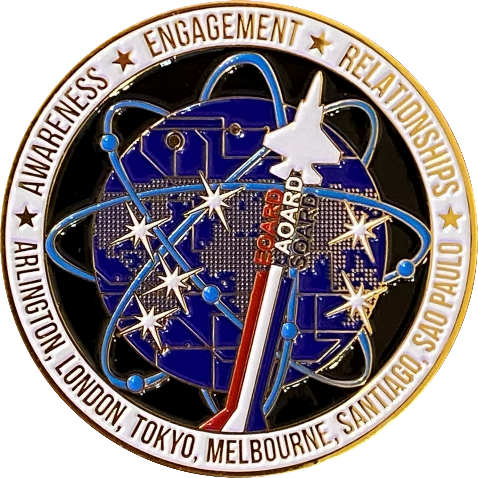 AWARENESS ★ ENGAGEMENT ★ RELATIONSHIPS
★ ARLINGTON, LONDON, TOKYO, MELBOURNE, SANTIAGO, SAO PAULO ★
EOARD
AOARD
SOARD